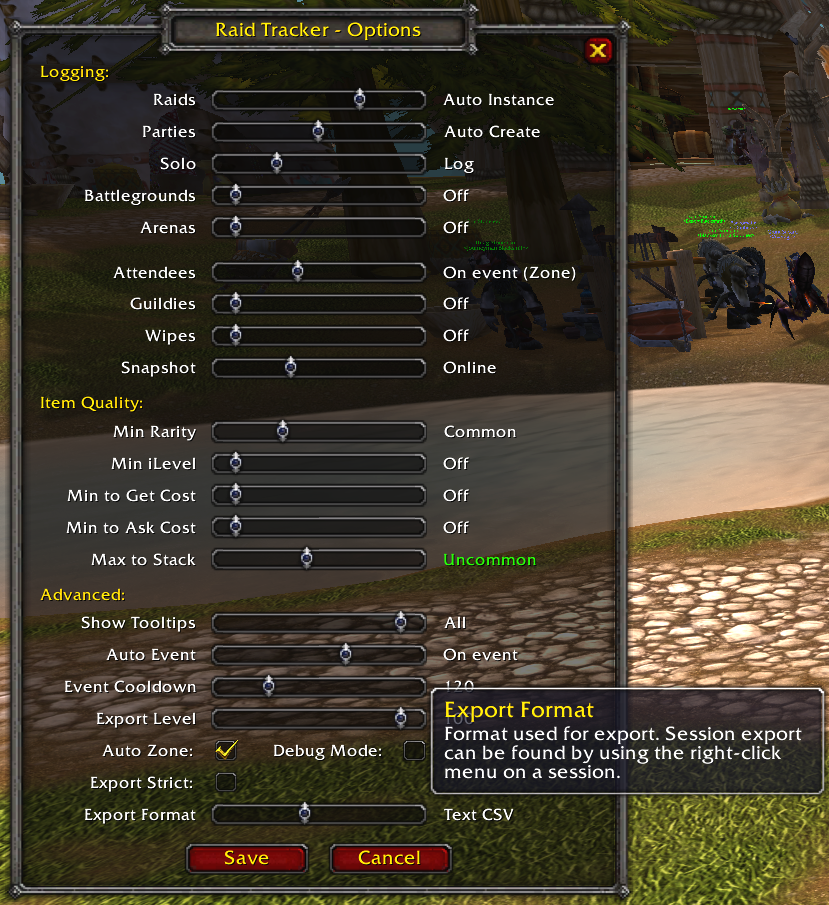 Raid Tracker - Options
X
Logging:
Raids Auto Instance
Parties Auto Create
Solo Log
Battlegrounds Off
Arenas Off
Attendees On event (Zone)
Guildies Off
Wipes Off
Snapshot Online
Item Quality:
Min Rarity Common
Min iLevel Off
Min to Get Cost Off
Min to Ask Cost Off
Max to Stack Uncommon
Advanced:
Show Tooltips All
Auto Event On event
Event Cooldown 120
Export Level 100
Auto Zone: Debug Mode:
Export Strict:
Export Format Text CSV
Save Cancel
Export Format
Format used for export. Session export
can be found by using the right-click
menu on a session.